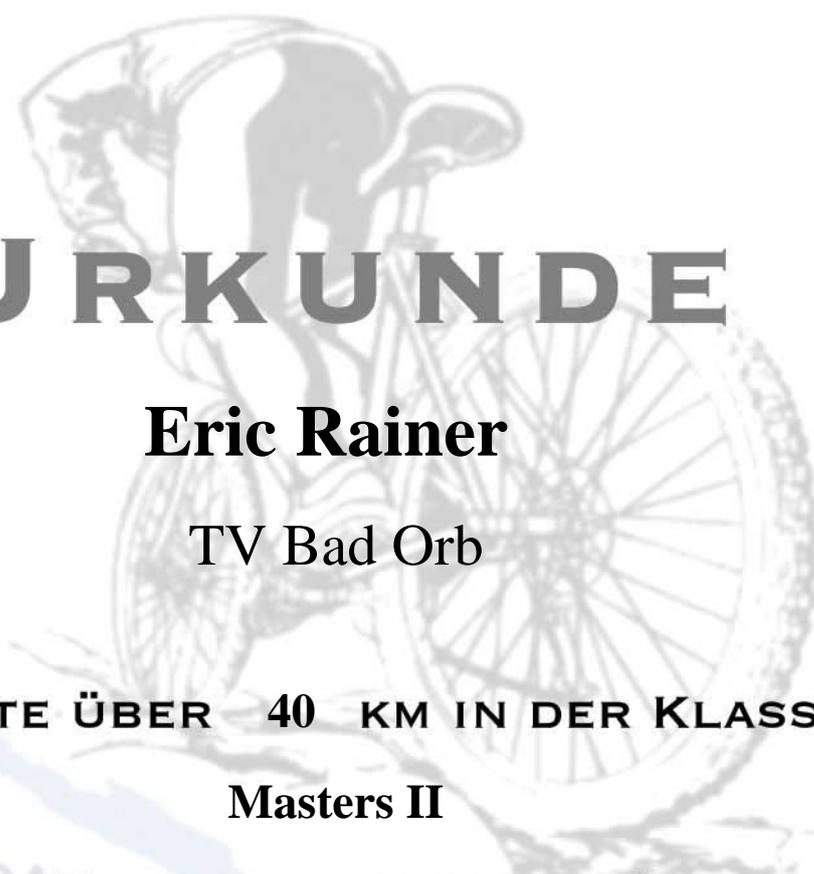 URKUNDE
Eric Rainer
TV Bad Orb
TE ÜBER 40 KM IN DER KLASS
Masters II